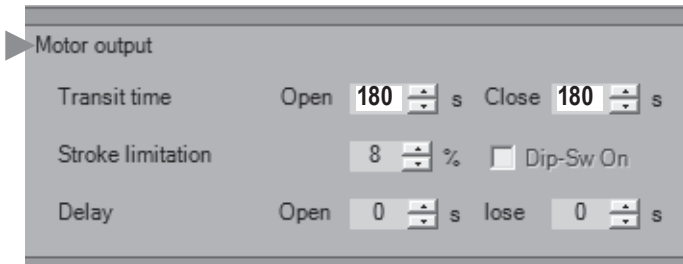 Motor output
Transit time Open 180 s Close 180 s
Stroke limitation 8 % Dip-Sw On
Delay Open 0 s lose 0 s